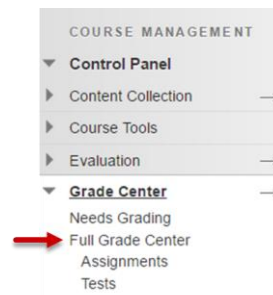 COURSE MANAGEMENT
Control Panel
Content Collection
Course Tools
Evaluation
Grade Center
Needs Grading
Full Grade Center
Assignments
Tests